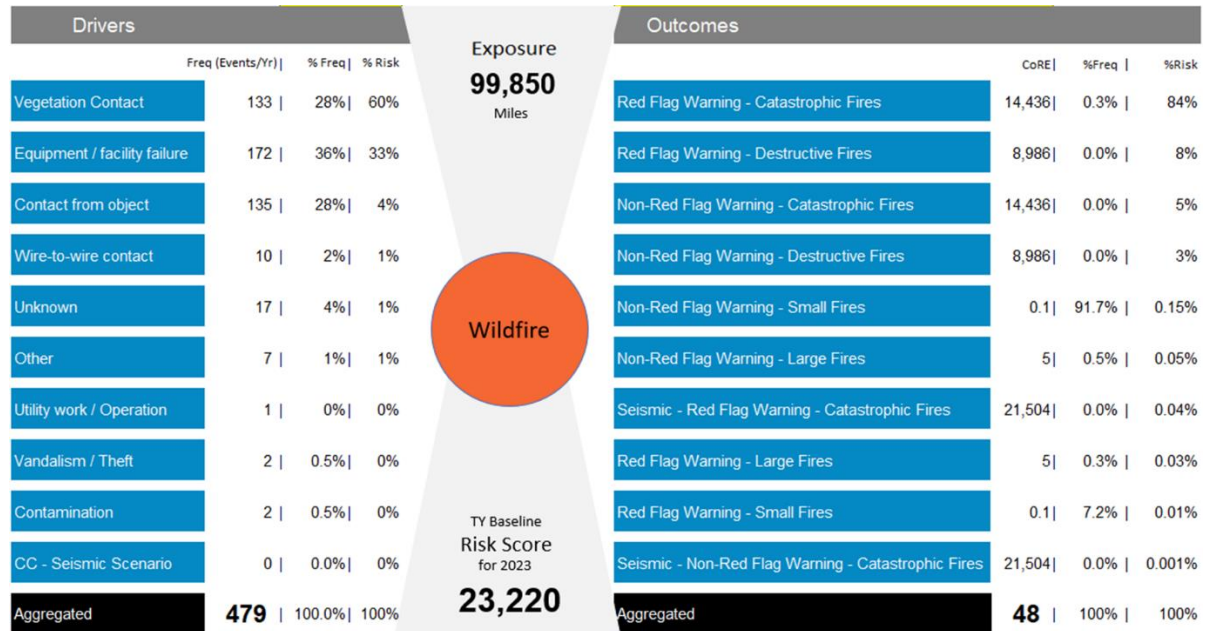 Drivers
Freq (Events/Yr)| % Freq| % Risk
Vegetation Contact 133 | 28%| 60%
Equipment / facility failure 172 | 36%| 33%
Contact from object 135 | 28%| 4%
Wire-to-wire contact 10 | 2%| 1%
Unknown 17 | 4%| 1%
Other 7 | 1%| 1%
Utility work / Operation 1 | 0%| 0%
Vandalism / Theft 2 | 0.5%| 0%
Contamination 2 | 0.5%| 0%
CC - Seismic Scenario 0 | 0.0%| 0%
Aggregated 479 | 100.0%| 100%
Exposure
99,850
Miles
Wildfire
TY Baseline
Risk Score
for 2023
23,220
Outcomes
CoRE| %Freq | %Risk
Red Flag Warning - Catastrophic Fires 14,436| 0.3% | 84%
Red Flag Warning - Destructive Fires 8,986| 0.0% | 8%
Non-Red Flag Warning - Catastrophic Fires 14,436| 0.0% | 5%
Non-Red Flag Warning - Destructive Fires 8,986| 0.0% | 3%
Non-Red Flag Warning - Small Fires 0.1| 91.7% | 0.15%
Non-Red Flag Warning - Large Fires 5| 0.5% | 0.05%
Seismic - Red Flag Warning - Catastrophic Fires 21,504| 0.0% | 0.04%
Red Flag Warning - Large Fires 5| 0.3% | 0.03%
Red Flag Warning - Small Fires 0.1| 7.2% | 0.01%
Seismic - Non-Red Flag Warning - Catastrophic Fires 21,504| 0.0% | 0.001%
Aggregated 48 | 100% | 100%